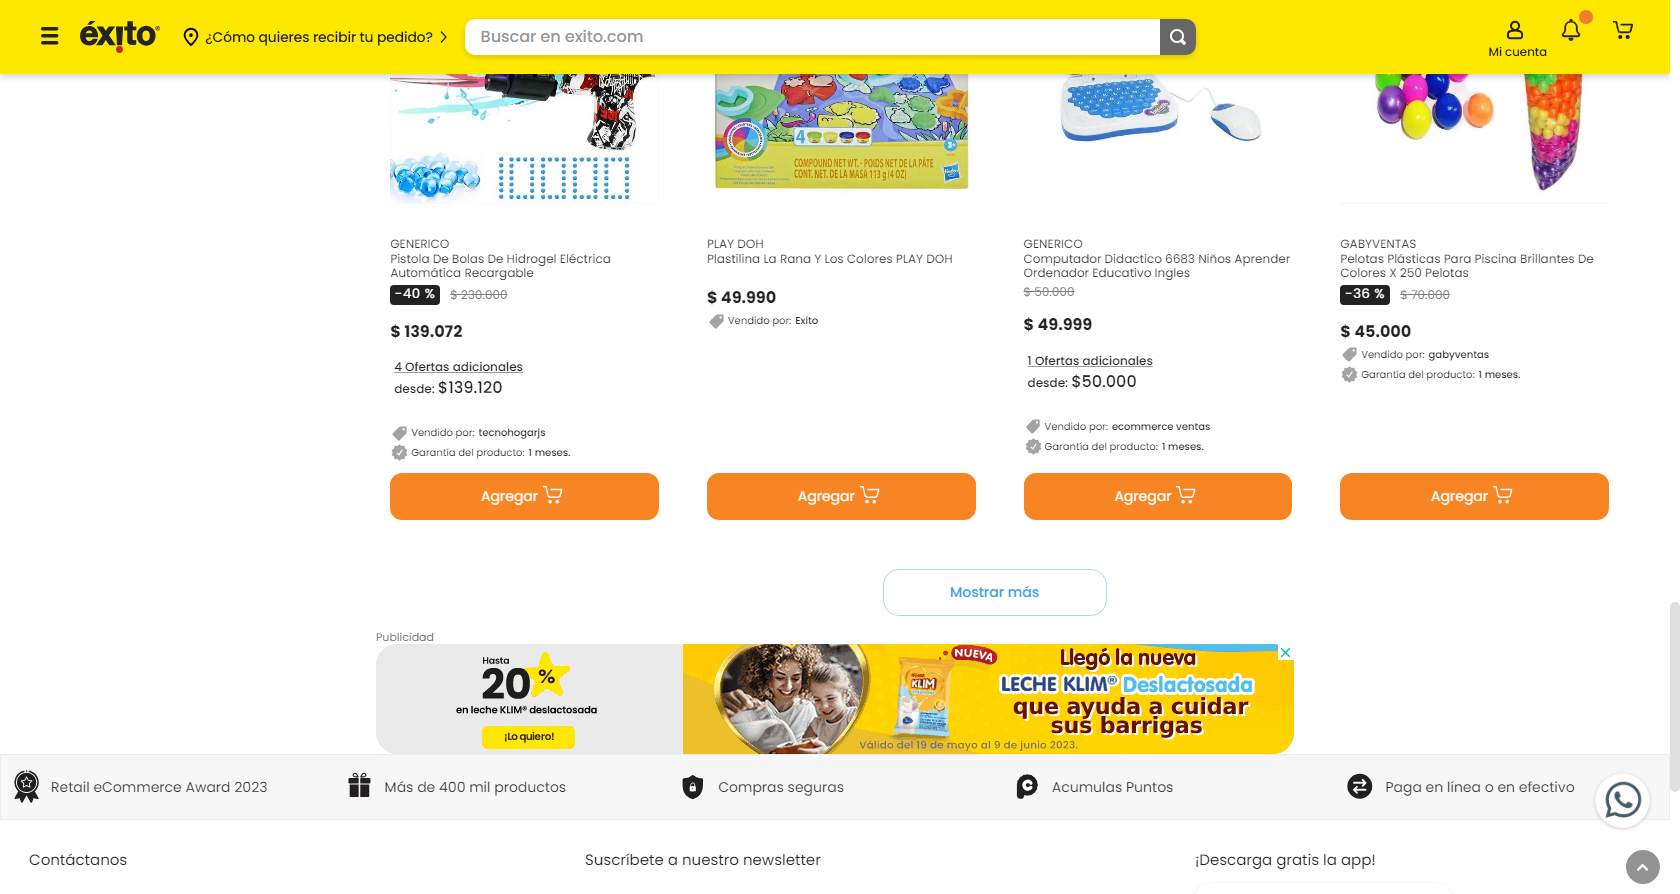 éxito
¿Cómo quieres recibir tu pedido?
Buscar en exito.com
Mi cuenta
4
COMPOUND NET WT. - POIDS NET DE LA PÂTE
CONT. NET. DE LA MASA 113 g (4 OZ)
3+
Hasbro
GENERICO
Pistola De Bolas De Hidrogel Eléctrica
Automática Recargable
-40 % $ 230.000
$ 139.072
4 Ofertas adicionales
desde: $139.120
Vendido por: tecnohogarjs
Garantía del producto: 1 meses.
Agregar
PLAY DOH
Plastilina La Rana Y Los Colores PLAY DOH
$ 49.990
Vendido por: Exito
Agregar
GENERICO
Computador Didactico 6683 Niños Aprender
Ordenador Educativo Ingles
$ 50.000
$ 49.999
1 Ofertas adicionales
desde: $50.000
Vendido por: ecommerce ventas
Garantía del producto: 1 meses.
Agregar
GABYVENTAS
Pelotas Plásticas Para Piscina Brillantes De
Colores X 250 Pelotas
-36 % $ 70.000
$ 45.000
Vendido por: gabyventas
Garantía del producto: 1 meses.
Agregar
Mostrar más
Publicidad
Hasta
20 %
en leche KLIM® deslactosada
¡Lo quiero!
KLIM
NUEVA
Llegó la nueva
LECHE KLIM® Deslactosada
que ayuda a cuidar
sus barrigas
Válido del 19 de mayo al 9 de junio 2023.
Retail eCommerce Award 2023
Más de 400 mil productos
Compras seguras
Acumulas Puntos
Paga en línea o en efectivo
Contáctanos
Suscríbete a nuestro newsletter
¡Descarga gratis la app!